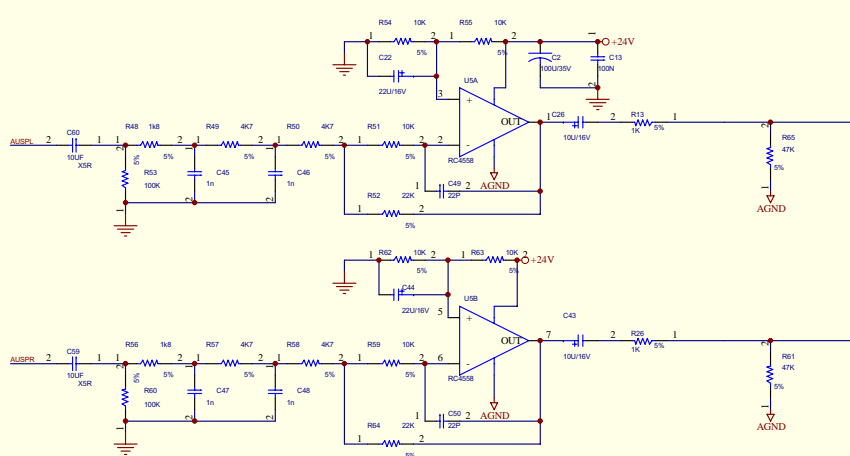 R54 10K R55 10K
1 2 1 2 1
+24V
5% 5%
C22 C2 C13
100U/35V 100N
22U/16V U5A 2
3 +
OUT 1 C26 2 R13 1
10U/16V 1K 5%
AUSPL 2 C60 1 1 R48 1k8 2 1 R49 4K7 2 1 R50 4K7 2 1 R51 10K 2 2 -
10UF X5R 5% 5% 5% 5% 5%
R53 100K C45 1n C46 1n
RC4558
AGND
1 C49 2
22P
R52 22K
1 2
5%
2 R65
47K
5%
1
AGND
1 R62 10K 2 1 R63 10K 2
+24V
5% 5%
C44 U5B
22U/16V
5 +
OUT 7 C43 2 R26 1
10U/16V 1K 5%
AUSPR 2 C59 1 1 R56 1k8 2 1 R57 4K7 2 1 R58 4K7 2 1 R59 10K 2 6 -
10UF X5R 5% 5% 5% 5% 5%
R60 100K C47 1n C48 1n
RC4558
AGND
1 C50 2
22P
R64 22K
1 2
5%
2 R61
47K
5%
1
AGND